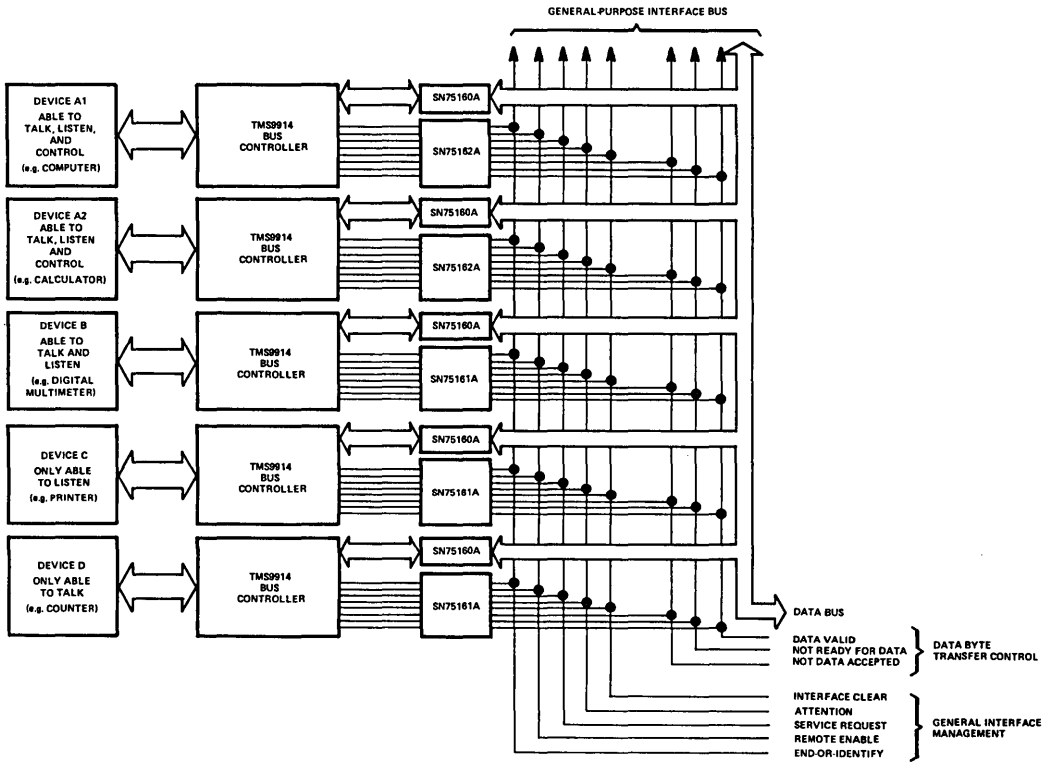 GENERAL-PURPOSE INTERFACE BUS
DEVICE A1
ABLE TO
TALK, LISTEN,
AND
CONTROL
(e.g. COMPUTER)
TMS9914
BUS
CONTROLLER
SN75160A
SN75162A
DEVICE A2
ABLE TO
TALK, LISTEN
AND
CONTROL
(e.g. CALCULATOR)
TMS9914
BUS
CONTROLLER
SN75160A
SN75162A
DEVICE B
ABLE TO
TALK AND
LISTEN
(e.g. DIGITAL
MULTIMETER)
TMS9914
BUS
CONTROLLER
SN75160A
SN75161A
DEVICE C
ONLY ABLE
TO LISTEN
(e.g. PRINTER)
TMS9914
BUS
CONTROLLER
SN75160A
SN75161A
DEVICE D
ONLY ABLE
TO TALK
(e.g. COUNTER)
TMS9914
BUS
CONTROLLER
SN75160A
SN75161A
DATA BUS
DATA VALID
NOT READY FOR DATA
NOT DATA ACCEPTED
DATA BYTE
TRANSFER CONTROL
INTERFACE CLEAR
ATTENTION
SERVICE REQUEST
REMOTE ENABLE
END-OR-IDENTIFY
GENERAL INTERFACE
MANAGEMENT